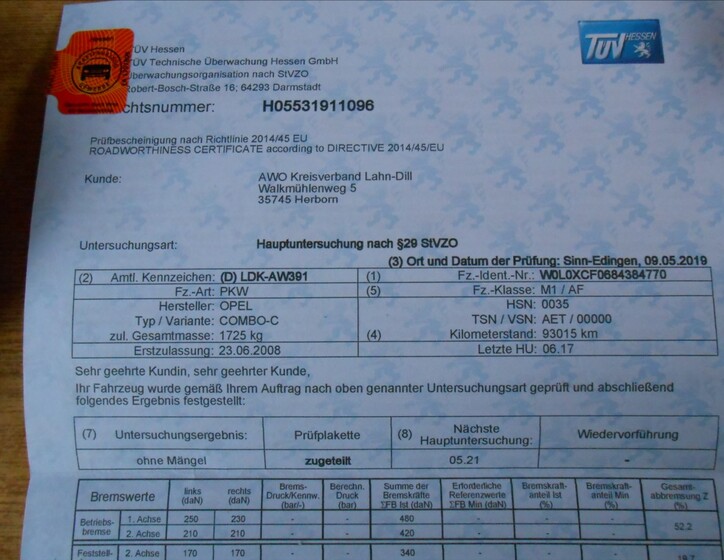 TÜV Hessen
TÜV Technische Überwachung Hessen GmbH
Überwachungsorganisation nach StVZO
Robert-Bosch-Straße 16; 64293 Darmstadt
TÜV HESSEN
chtsnummer: H05531911096
Prüfbescheinigung nach Richtlinie 2014/45 EU
ROADWORTHINESS CERTIFICATE according to DIRECTIVE 2014/45/EU
Kunde: AWO Kreisverband Lahn-Dill
Walkmühlenweg 5
35745 Herborn
Untersuchungsart: Hauptuntersuchung nach §29 StVZO
(3) Ort und Datum der Prüfung: Sinn-Edingen, 09.05.2019
(2) Amtl. Kennzeichen: (D) LDK-AW391 (1) Fz.-Ident.-Nr.: W0L0XCF0684384770
Fz.-Art: PKW (5) Fz.-Klasse: M1 / AF
Hersteller: OPEL HSN: 0035
Typ / Variante: COMBO-C TSN / VSN: AET / 00000
zul. Gesamtmasse: 1725 kg (4) Kilometerstand: 93015 km
Erstzulassung: 23.06.2008 Letzte HU: 06.17
Sehr geehrte Kundin, sehr geehrter Kunde,
Ihr Fahrzeug wurde gemäß Ihrem Auftrag nach oben genannter Untersuchungsart geprüft und abschließend
folgendes Ergebnis festgestellt:
(7) Untersuchungsergebnis: Prüfplakette (8) Nächste Hauptuntersuchung: Wiedervorführung
ohne Mängel zugeteilt 05.21 -
Bremswerte links (daN) rechts (daN) Brems-Druck/Kennw. (bar/-) Berechn. Druck (bar) Summe der Bremskräfte ΣFB Ist (daN) Erforderliche Referenzwerte ΣFB Min (daN) Bremskraft-anteil Ist (%) Bremskraft-anteil Min (%) Gesamt-abbremsung Z (%)
Betriebs-bremse 1. Achse 250 230 - - 480 - - - 52.2
2. Achse 210 210 - - 420 - - -
Feststell- 2. Achse 170 170 - - 340 - - - 19.7